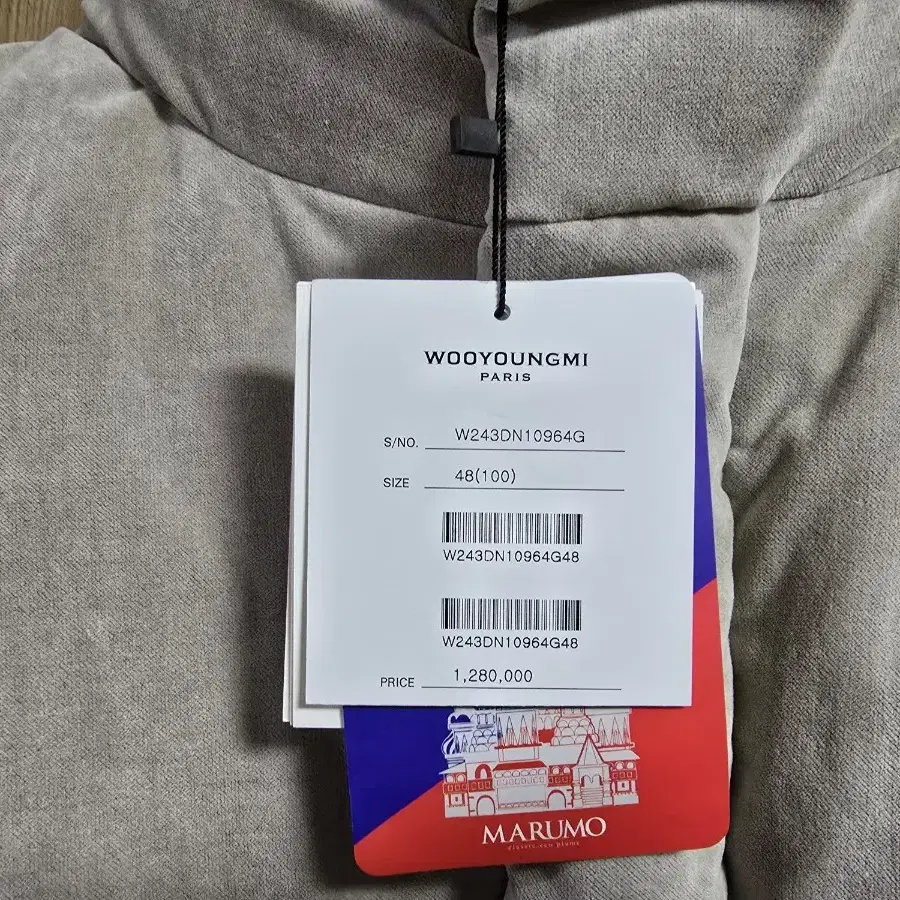 WOOYOUNGMI
PARIS
S/NO. W243DN10964G
SIZE 48(100)
W243DN10964G48
W243DN10964G48
PRICE 1,280,000
MARUMO